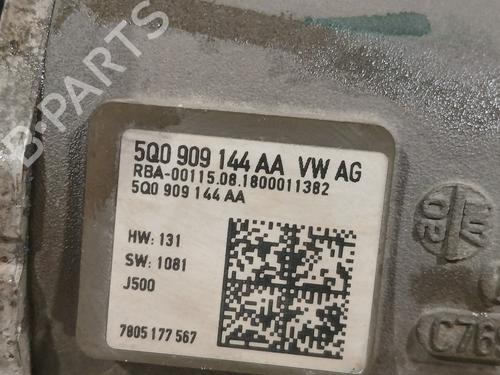 B-PARTS
5Q0 909 144 AA VW AG
RBA-00115.08.1800011382
5Q0 909 144 AA
HW: 131
SW: 1081
J500
7805 177 567